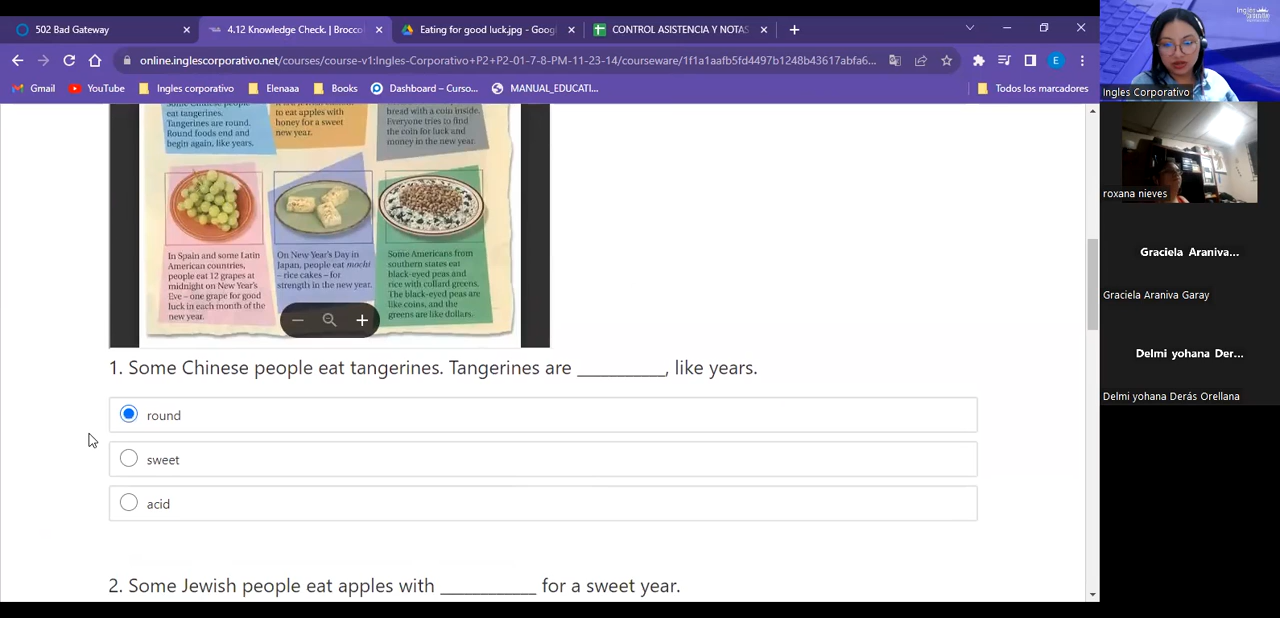 502 Bad Gateway
4.12 Knowledge Check. | Brocco
Eating for good luck.jpg - Googl
CONTROL ASISTENCIA Y NOTAS
online.inglescorporativo.net/courses/course-v1:Ingles-Corporativo+P2+P2-01-7-8-PM-11-23-14/courseware/1f1a1aafb5fd4497b1248b43617abfa6...
E
Gmail
YouTube
Ingles corporativo
Elenaaa
Books
Dashboard – Curso...
MANUAL_EDUCATI...
Todos los marcadores
Some Chinese people
eat tangerines.
Tangerines are round.
Round foods end and
begin again, like years.
to eat apples with
honey for a sweet
new year.
bread with a coin inside.
Everyone tries to find
the coin for luck and
money in the new year.
In Spain and some Latin
American countries,
people eat 12 grapes at
midnight on New Year's
Eve – one grape for good
luck in each month of the
new year.
On New Year's Day in
Japan, people eat mochi
– rice cakes – for
strength in the new year.
Some Americans from
southern states eat
black-eyed peas and
rice with collard greens.
The black-eyed peas are
like coins, and the
greens are like dollars.
1. Some Chinese people eat tangerines. Tangerines are ___________, like years.
round
sweet
acid
2. Some Jewish people eat apples with ____________ for a sweet year.
Ingles Corporativo
roxana nieves
Graciela Araniva...
Graciela Araniva Garay
Delmi yohana Der...
Delmi yohana Derás Orellana